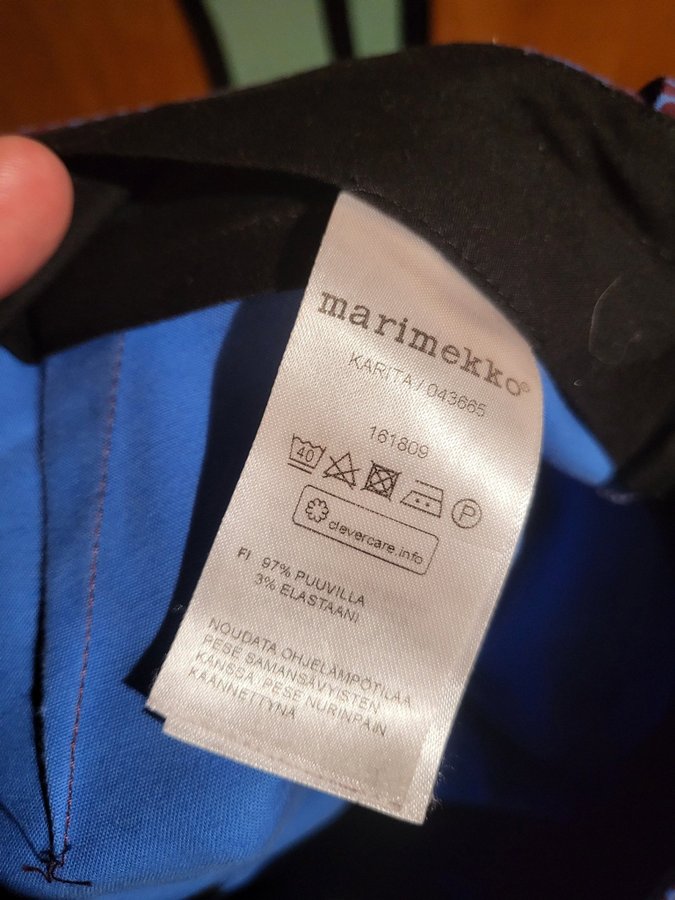 marimekko®
KARITA / 043665
161809
40
P
clevercare.info
FI 97% PUUVILLA
3% ELASTAANI
NOUDATA OHJELÄMPÖTILAA
PESE SAMANSÄVYISTEN
KANSSA, PESE NURINPÄIN
KÄÄNNETTYNÄ